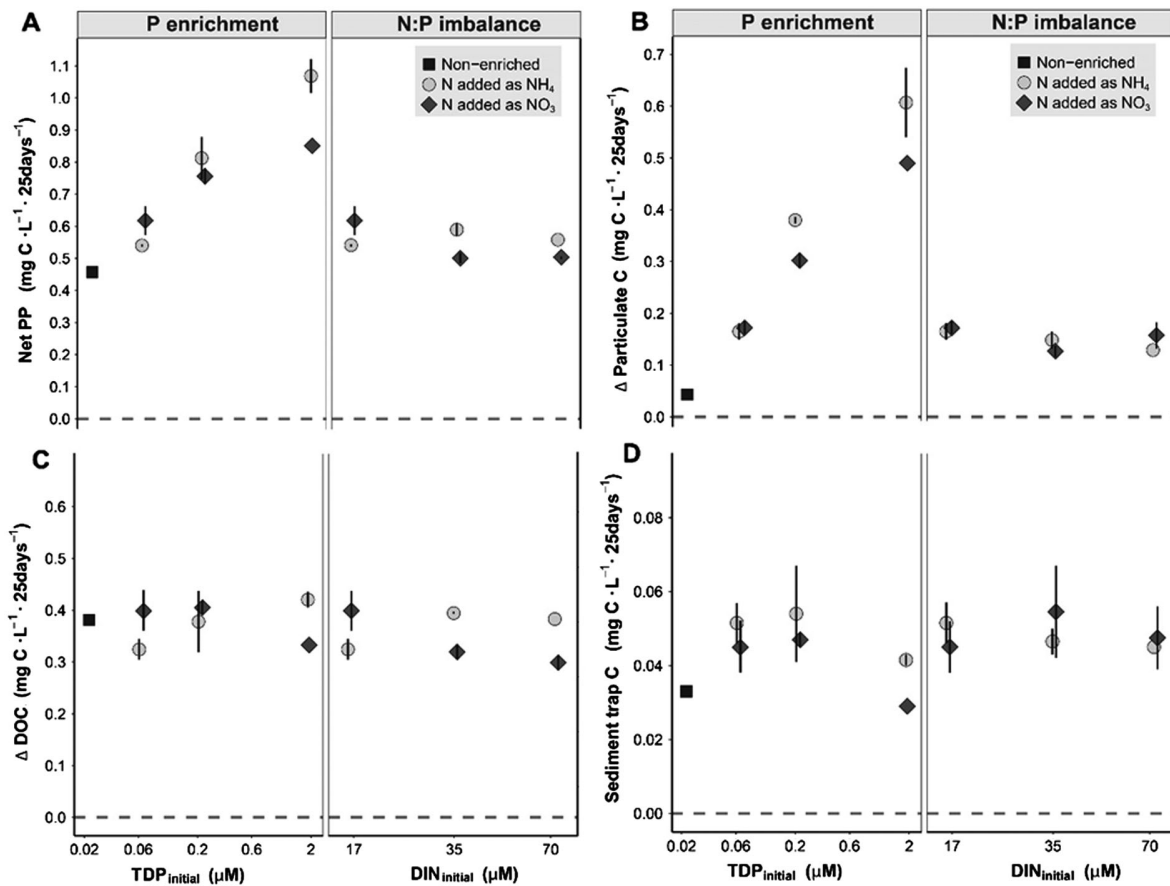 A
P enrichment
N:P imbalance
Net PP (mg C ·L⁻¹· 25days⁻¹)
1.1
1.0
0.9
0.8
0.7
0.6
0.5
0.4
0.3
0.2
0.1
0.0
Non−enriched
N added as NH₄
N added as NO₃
B
P enrichment
N:P imbalance
Δ Particulate C (mg C ·L⁻¹· 25days⁻¹)
0.7
0.6
0.5
0.4
0.3
0.2
0.1
0.0
Non−enriched
N added as NH₄
N added as NO₃
C
Δ DOC (mg C ·L⁻¹· 25days⁻¹)
0.6
0.5
0.4
0.3
0.2
0.1
0.0
0.02 0.06 0.2 0.6 2 17 35 70
TDPinitial (μM) DINinitial (μM)
D
Sediment trap C (mg C ·L⁻¹· 25days⁻¹)
0.08
0.06
0.04
0.02
0.00
0.02 0.06 0.2 0.6 2 17 35 70
TDPinitial (μM) DINinitial (μM)